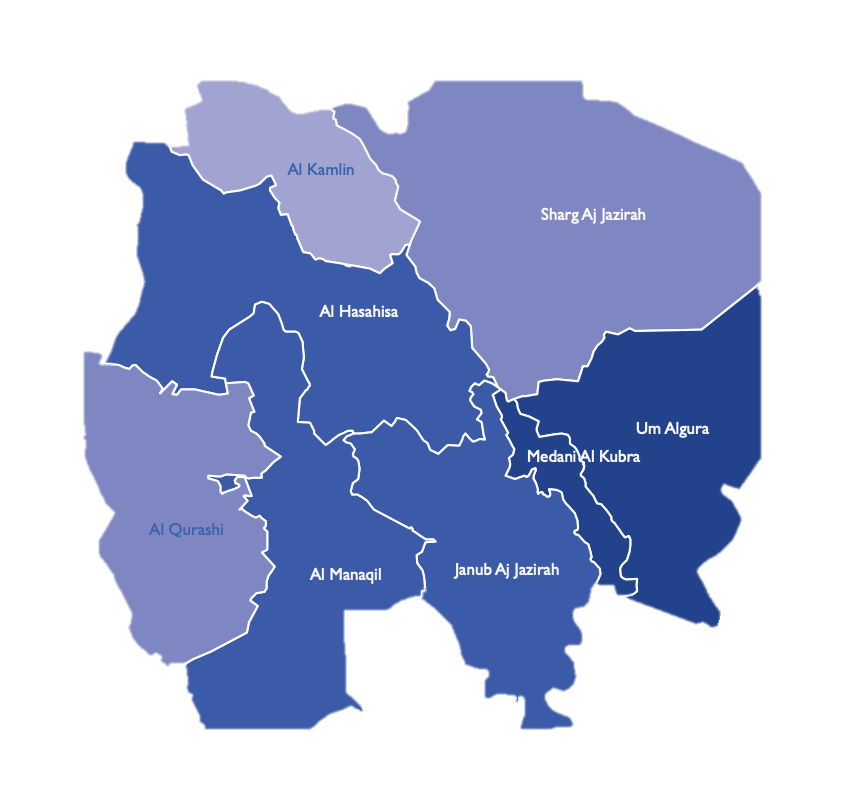 Al Kamlin
Sharg Aj Jazirah
Al Hasahisa
Um Algura
Medani Al Kubra
Al Qurashi
Al Manaqil
Janub Aj Jazirah